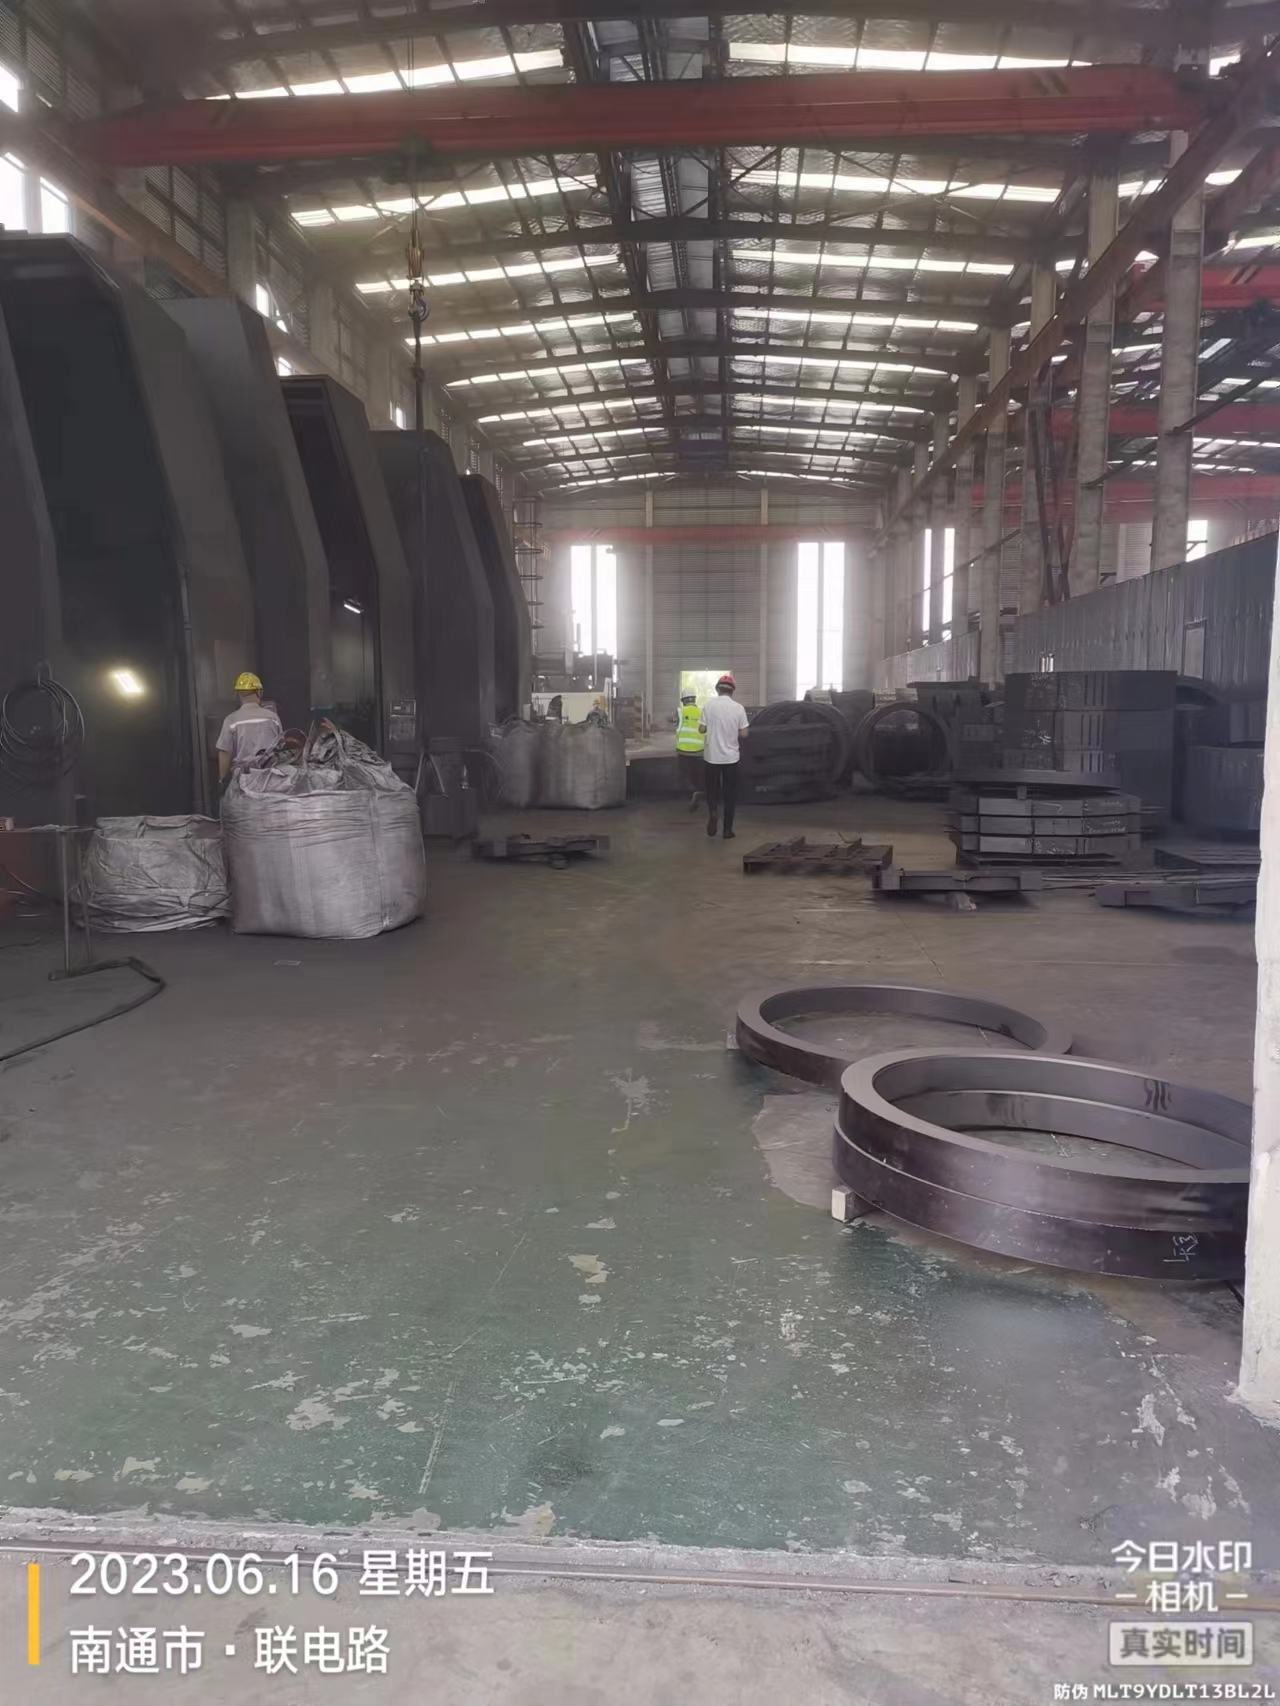 2023.06.16 星期五
南通市·联电路
今日水印
-相机-
真实时间
防伪 MLT9YDLT13BL2L